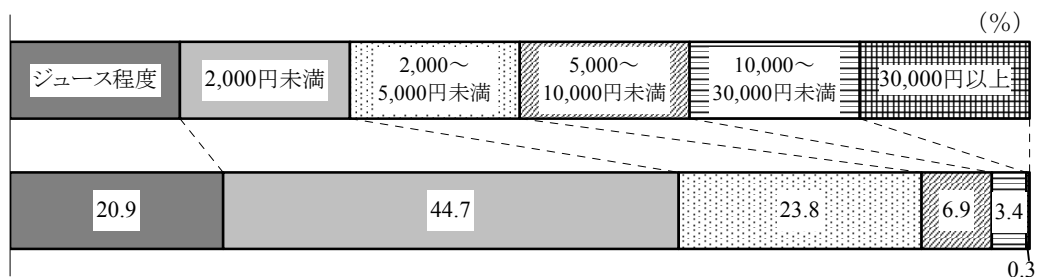 (%)
ジュース程度
2,000円未満
2,000～
5,000円未満
5,000～
10,000円未満
10,000～
30,000円未満
30,000円以上
20.9
44.7
23.8
6.9
3.4
0.3